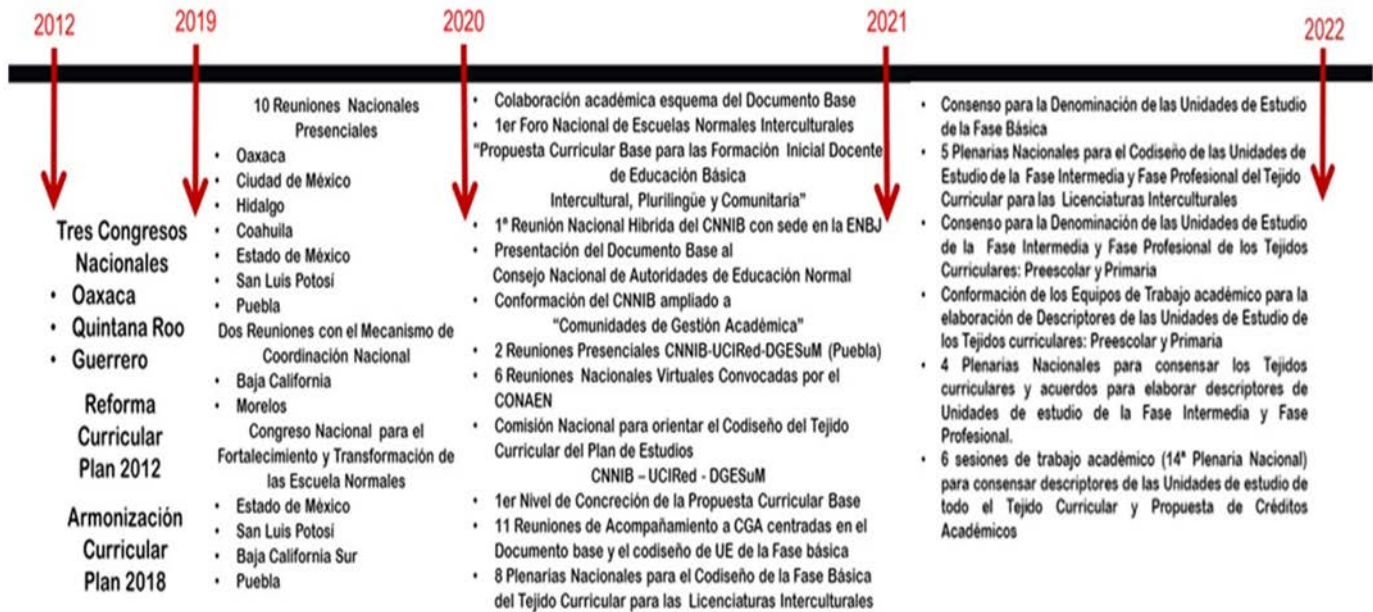 2012
2019
2020
2021
2022
Tres Congresos
Nacionales
• Oaxaca
• Quintana Roo
• Guerrero
Reforma
Curricular
Plan 2012
Armonización
Curricular
Plan 2018
10 Reuniones Nacionales
Presenciales
• Oaxaca
• Ciudad de México
• Hidalgo
• Coahuila
• Estado de México
• San Luis Potosí
• Puebla
Dos Reuniones con el Mecanismo de
Coordinación Nacional
• Baja California
• Morelos
Congreso Nacional para el
Fortalecimiento y Transformación de
las Escuela Normales
• Estado de México
• San Luis Potosí
• Baja California Sur
• Puebla
• Colaboración académica esquema del Documento Base
• 1er Foro Nacional de Escuelas Normales Interculturales
"Propuesta Curricular Base para las Formación Inicial Docente
de Educación Básica
Intercultural, Plurilingüe y Comunitaria"
• 1ª Reunión Nacional Hibrida del CNNIB con sede en la ENBJ
• Presentación del Documento Base al
Consejo Nacional de Autoridades de Educación Normal
• Conformación del CNNIB ampliado a
"Comunidades de Gestión Académica"
• 2 Reuniones Presenciales CNNIB-UCIRed-DGESuM (Puebla)
• 6 Reuniones Nacionales Virtuales Convocadas por el
CONAEN
• Comisión Nacional para orientar el Codiseño del Tejido
Curricular del Plan de Estudios
CNNIB – UCIRed - DGESuM
• 1er Nivel de Concreción de la Propuesta Curricular Base
• 11 Reuniones de Acompañamiento a CGA centradas en el
Documento base y el codiseño de UE de la Fase básica
• 8 Plenarias Nacionales para el Codiseño de la Fase Básica
del Tejido Curricular para las Licenciaturas Interculturales
• Consenso para la Denominación de las Unidades de Estudio
de la Fase Básica
• 5 Plenarias Nacionales para el Codiseño de las Unidades de
Estudio de la Fase Intermedia y Fase Profesional del Tejido
Curricular para las Licenciaturas Interculturales
• Consenso para la Denominación de las Unidades de Estudio
de la Fase Intermedia y Fase Profesional de los Tejidos
Curriculares: Preescolar y Primaria
• Conformación de los Equipos de Trabajo académico para la
elaboración de Descriptores de las Unidades de Estudio de
los Tejidos curriculares: Preescolar y Primaria
• 4 Plenarias Nacionales para consensar los Tejidos
curriculares y acuerdos para elaborar descriptores de
Unidades de estudio de la Fase Intermedia y Fase
Profesional.
• 6 sesiones de trabajo académico (14ª Plenaria Nacional)
para consensar descriptores de las Unidades de estudio de
todo el Tejido Curricular y Propuesta de Créditos
Académicos